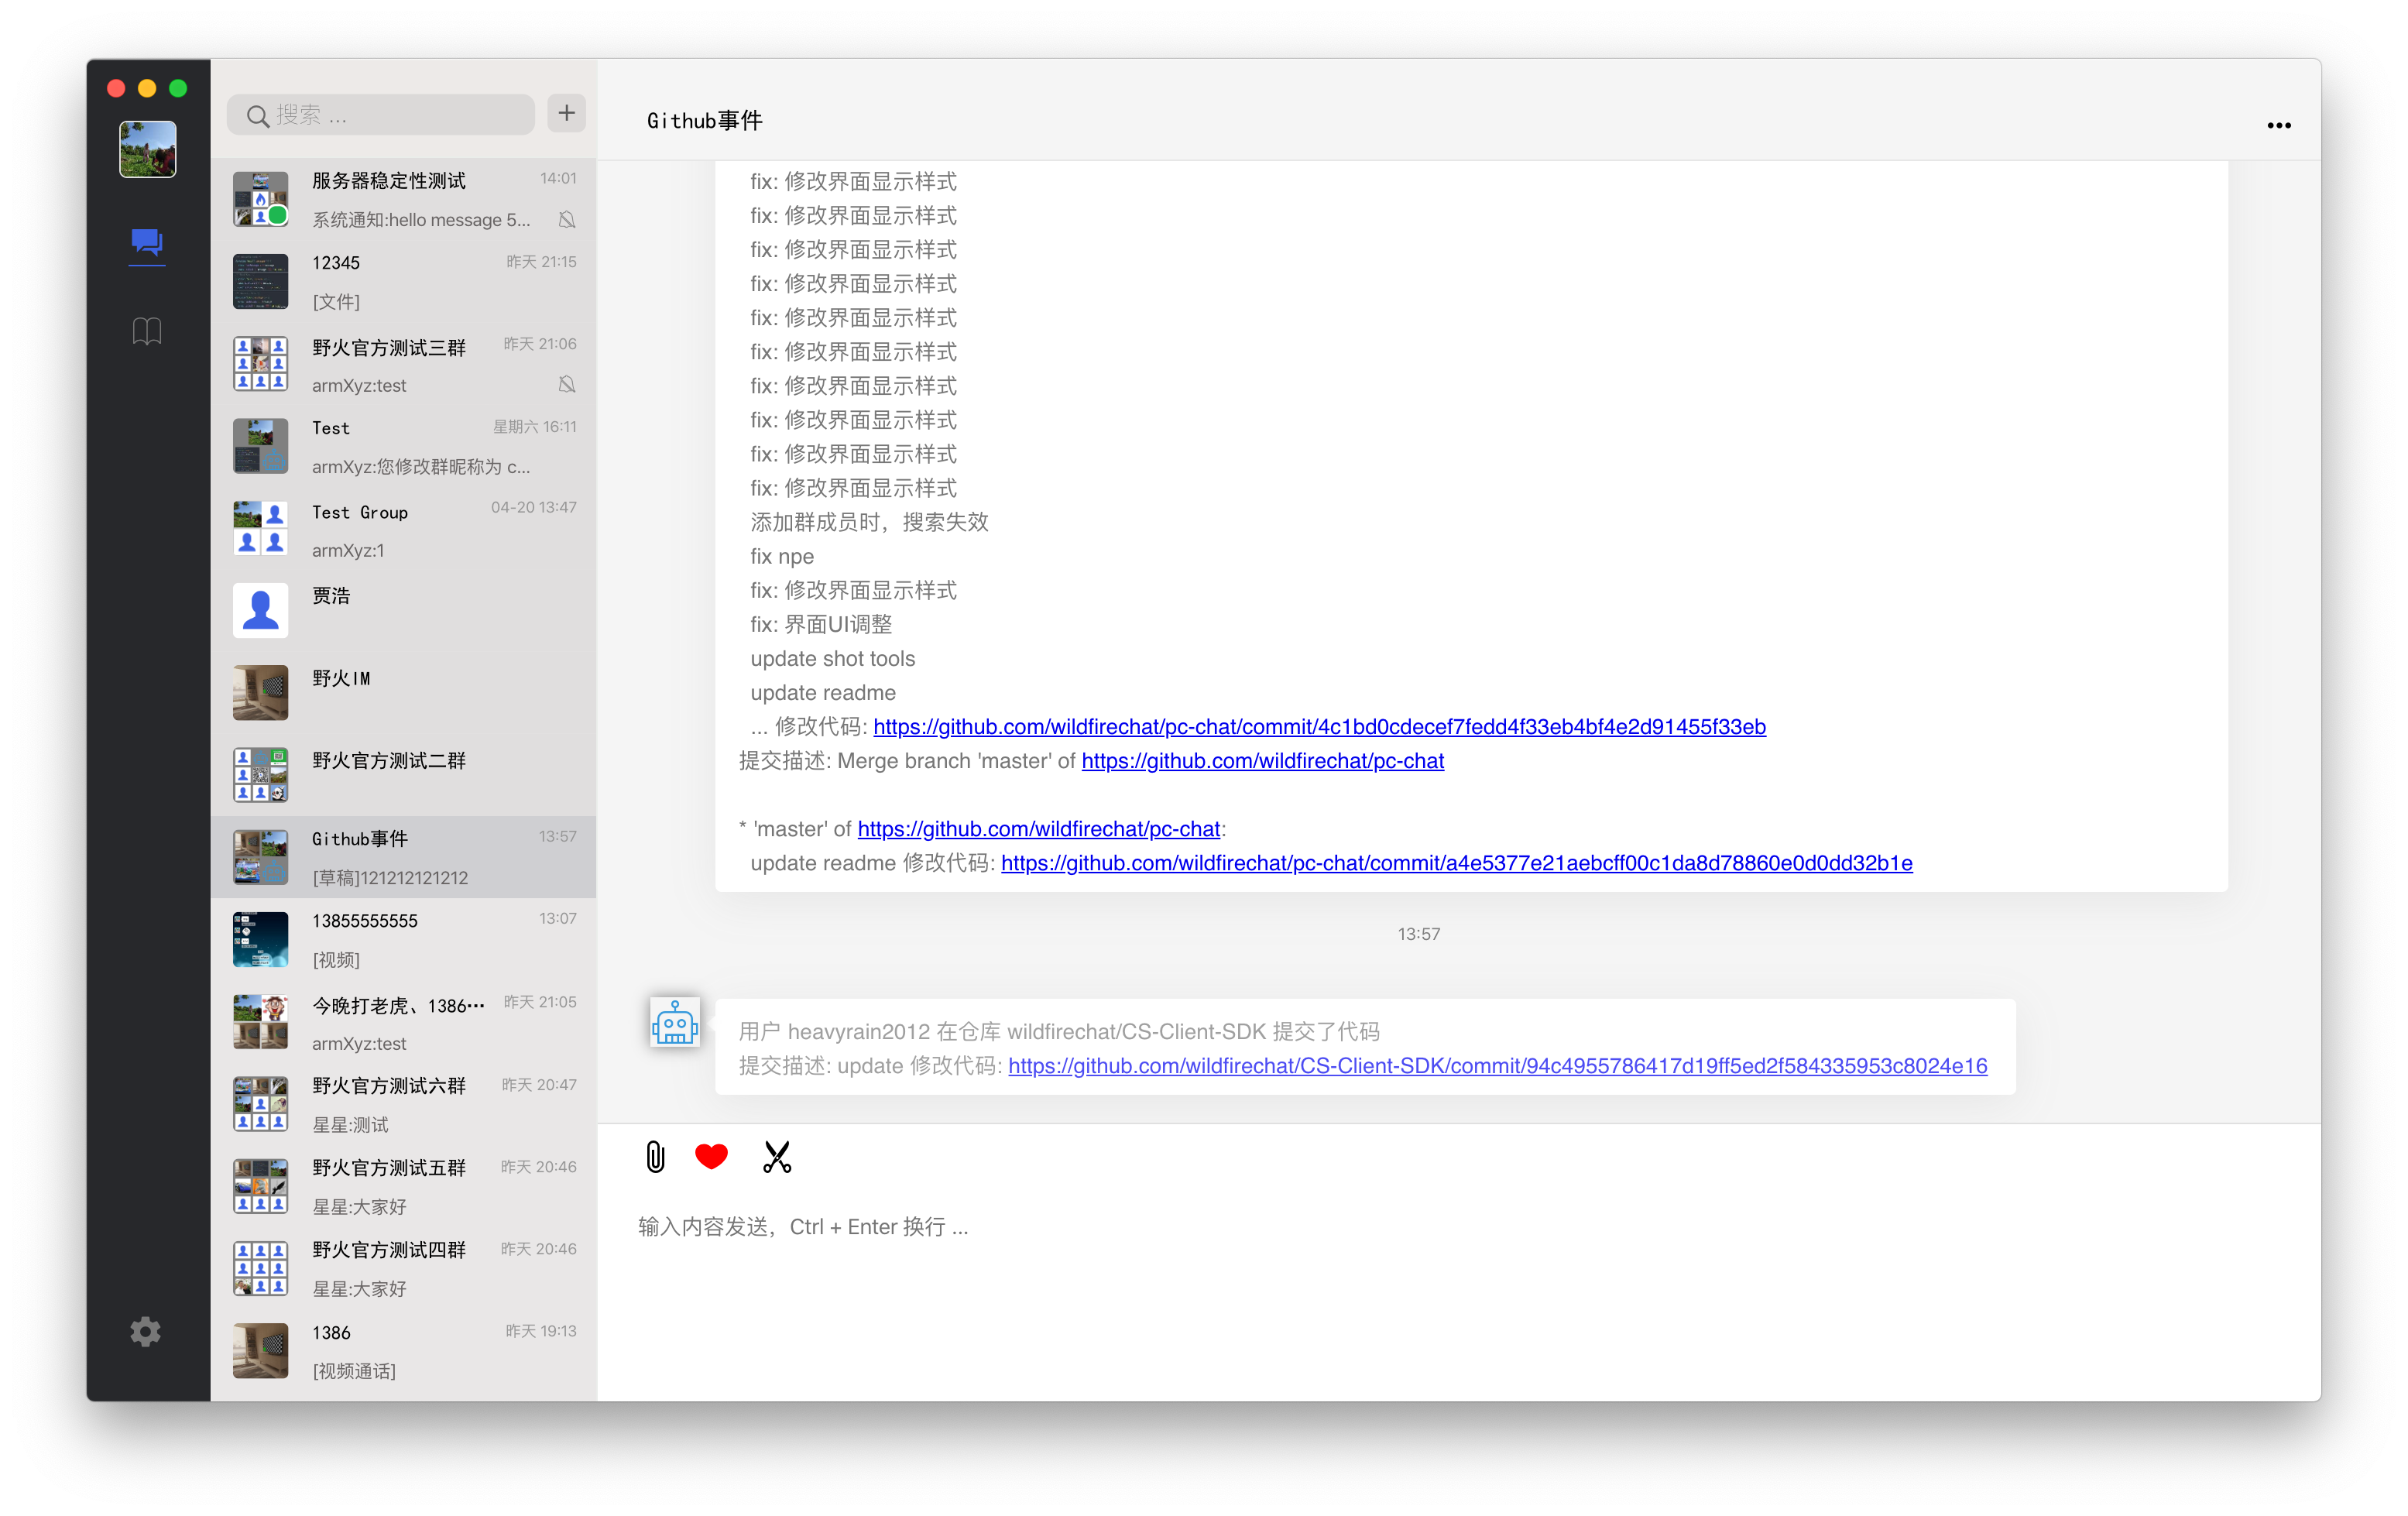 搜索 ...
服务器稳定性测试 14:01
系统通知:hello message 5...
12345 昨天 21:15
[文件]
野火官方测试三群 昨天 21:06
armXyz:test
Test 星期六 16:11
armXyz:您修改群昵称为 c...
Test Group 04-20 13:47
armXyz:1
贾浩
野火IM
野火官方测试二群
Github事件 13:57
[草稿]121212121212
13855555555 13:07
[视频]
今晚打老虎、1386… 昨天 21:05
armXyz:test
野火官方测试六群 昨天 20:47
星星:测试
野火官方测试五群 昨天 20:46
星星:大家好
野火官方测试四群 昨天 20:46
星星:大家好
1386 昨天 19:13
[视频通话]
Github事件
fix: 修改界面显示样式
fix: 修改界面显示样式
fix: 修改界面显示样式
fix: 修改界面显示样式
fix: 修改界面显示样式
fix: 修改界面显示样式
fix: 修改界面显示样式
fix: 修改界面显示样式
fix: 修改界面显示样式
fix: 修改界面显示样式
添加群成员时，搜索失效
fix npe
fix: 修改界面显示样式
fix: 界面UI调整
update shot tools
update readme
... 修改代码: https://github.com/wildfirechat/pc-chat/commit/4c1bd0cdecef7fedd4f33eb4bf4e2d91455f33eb
提交描述: Merge branch 'master' of https://github.com/wildfirechat/pc-chat
* 'master' of https://github.com/wildfirechat/pc-chat:
update readme 修改代码: https://github.com/wildfirechat/pc-chat/commit/a4e5377e21aebcff00c1da8d78860e0d0dd32b1e
13:57
用户 heavyrain2012 在仓库 wildfirechat/CS-Client-SDK 提交了代码
提交描述: update 修改代码: https://github.com/wildfirechat/CS-Client-SDK/commit/94c4955786417d19ff5ed2f584335953c8024e16
输入内容发送，Ctrl + Enter 换行 ...